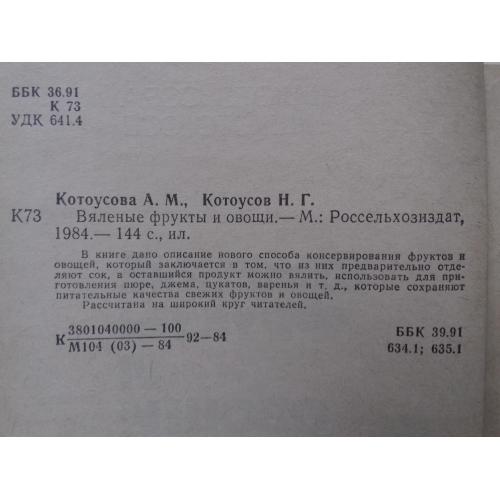 ББК 36.91
К 73
УДК 641.4
Котоусова А. М., Котоусов Н. Г.
К73 Вяленые фрукты и овощи.— М.: Россельхозиздат,
1984.— 144 с., ил.
В книге дано описание нового способа консервирования фруктов и
овощей, который заключается в том, что из них предварительно отделя-
ют сок, а оставшийся продукт можно вялить, использовать для при-
готовления пюре, джема, цукатов, варенья и т. д., которые сохраняют
питательные качества свежих фруктов и овощей.
Рассчитана на широкий круг читателей.
К 3801040000 — 100
М104 (03) — 84 92—84
ББК 39.91
634.1; 635.1